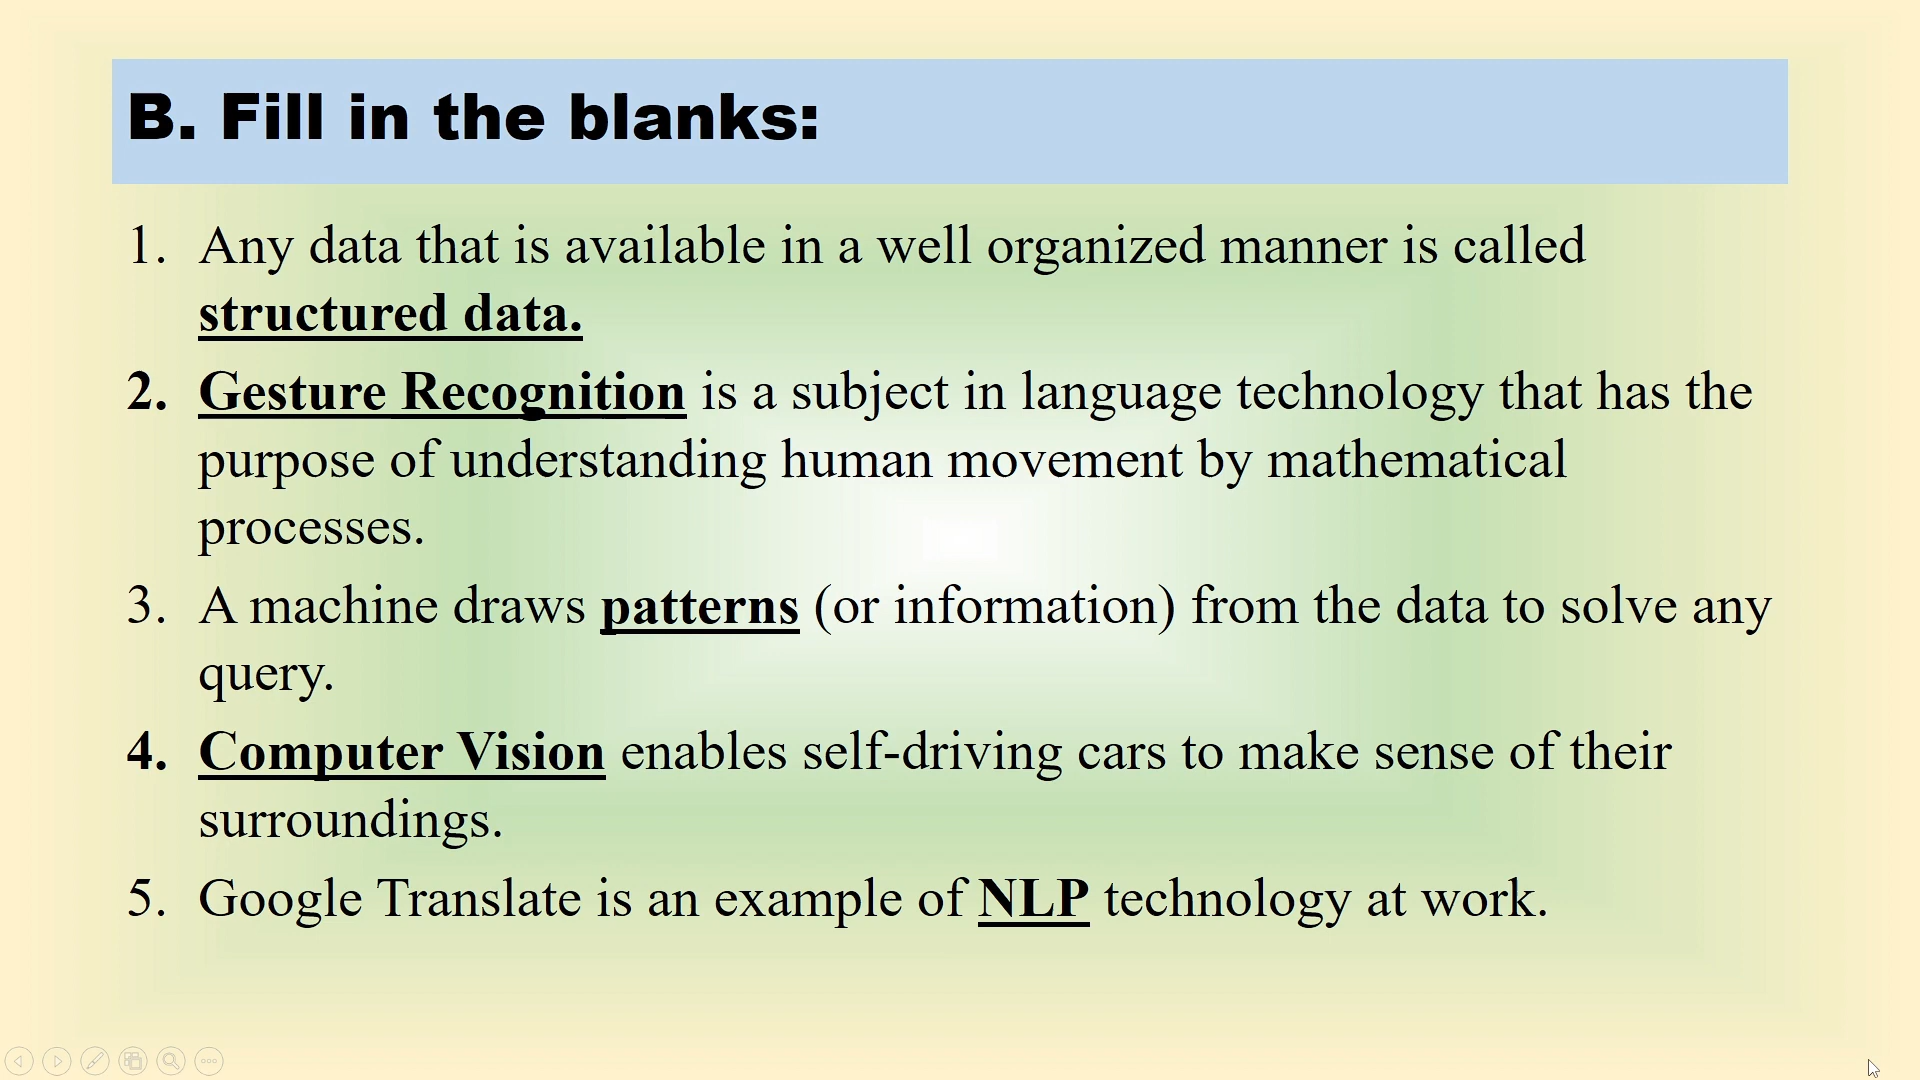 B. Fill in the blanks:
1. Any data that is available in a well organized manner is called
structured data.
2. Gesture Recognition is a subject in language technology that has the
purpose of understanding human movement by mathematical
processes.
3. A machine draws patterns (or information) from the data to solve any
query.
4. Computer Vision enables self-driving cars to make sense of their
surroundings.
5. Google Translate is an example of NLP technology at work.